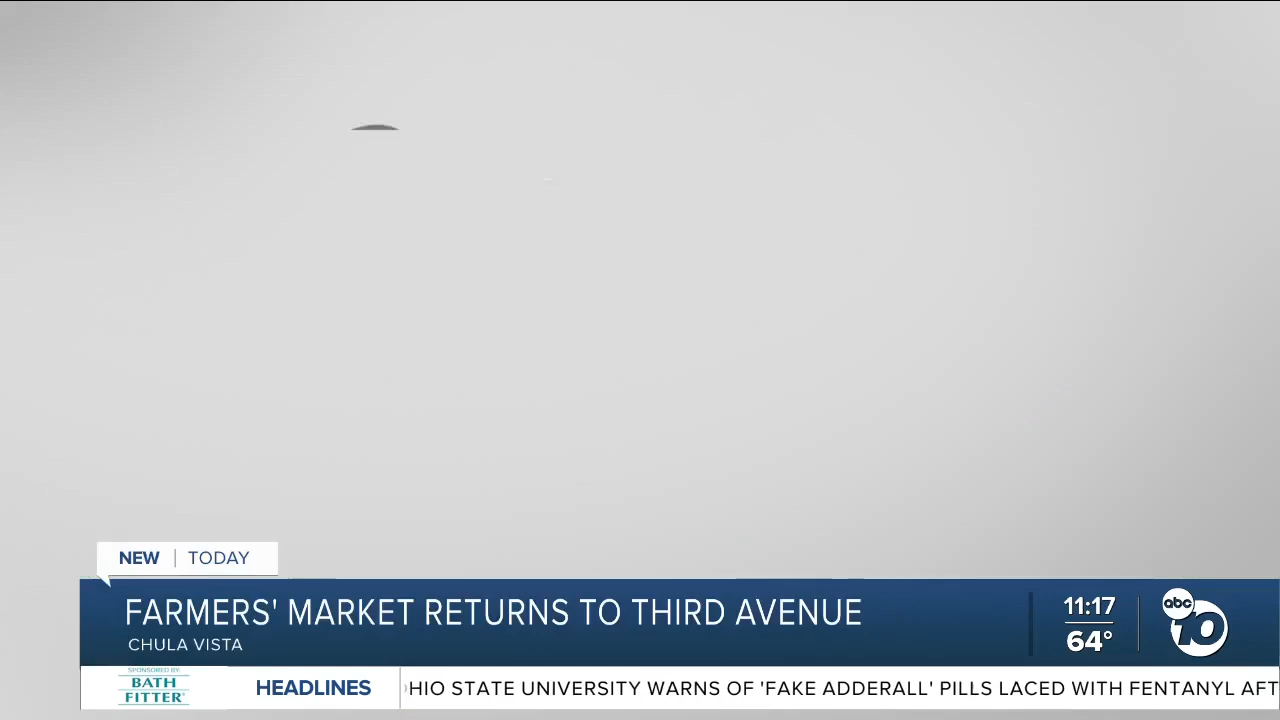 NEW | TODAY
FARMERS' MARKET RETURNS TO THIRD AVENUE
CHULA VISTA
11:17
64°
abc 10
SPONSORED BY:
BATH
FITTER®
HEADLINES
HIO STATE UNIVERSITY WARNS OF 'FAKE ADDERALL' PILLS LACED WITH FENTANYL AFT